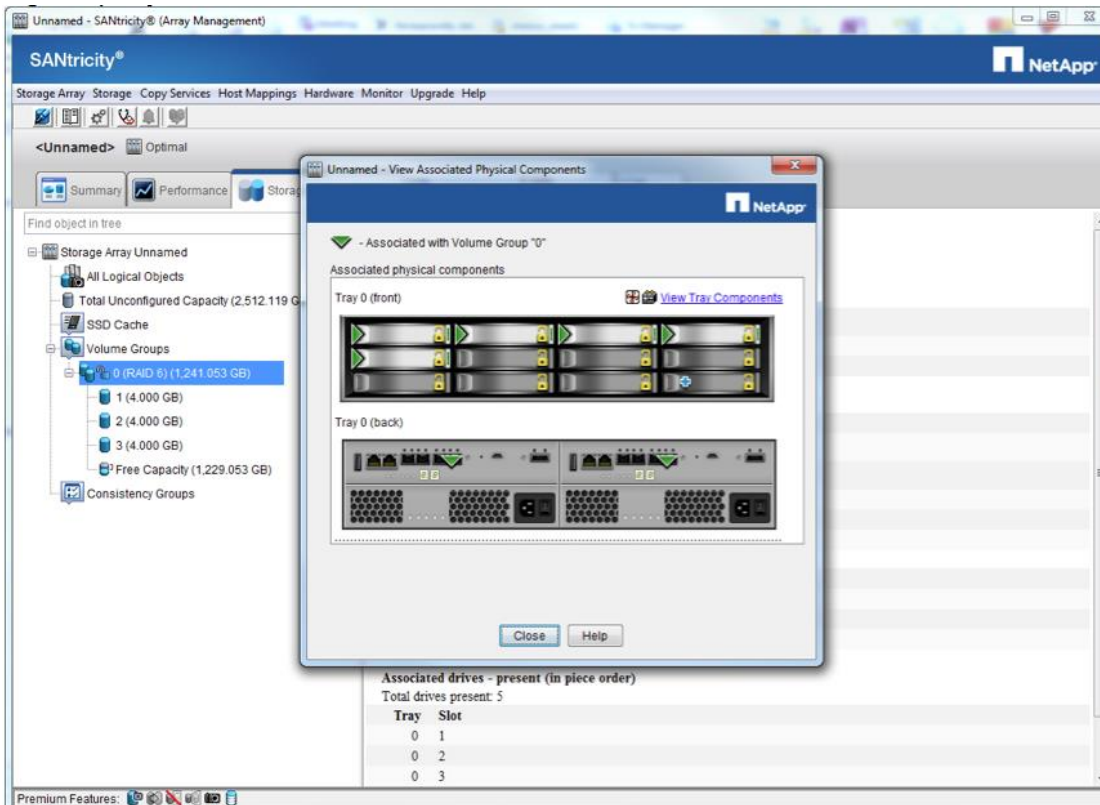 Unnamed - SANtricity® (Array Management)
SANtricity®
NetApp
Storage Array Storage Copy Services Host Mappings Hardware Monitor Upgrade Help
<Unnamed> Optimal
Summary Performance Storag
Find object in tree
Storage Array Unnamed
All Logical Objects
Total Unconfigured Capacity (2,512.119 G
SSD Cache
Volume Groups
0 (RAID 6) (1,241.053 GB)
1 (4.000 GB)
2 (4.000 GB)
3 (4.000 GB)
Free Capacity (1,229.053 GB)
Consistency Groups
Unnamed - View Associated Physical Components
NetApp
- Associated with Volume Group "0"
Associated physical components
Tray 0 (front) View Tray Components
Tray 0 (back)
Close Help
Associated drives - present (in piece order)
Total drives present: 5
Tray Slot
0 1
0 2
0 3
Premium Features: